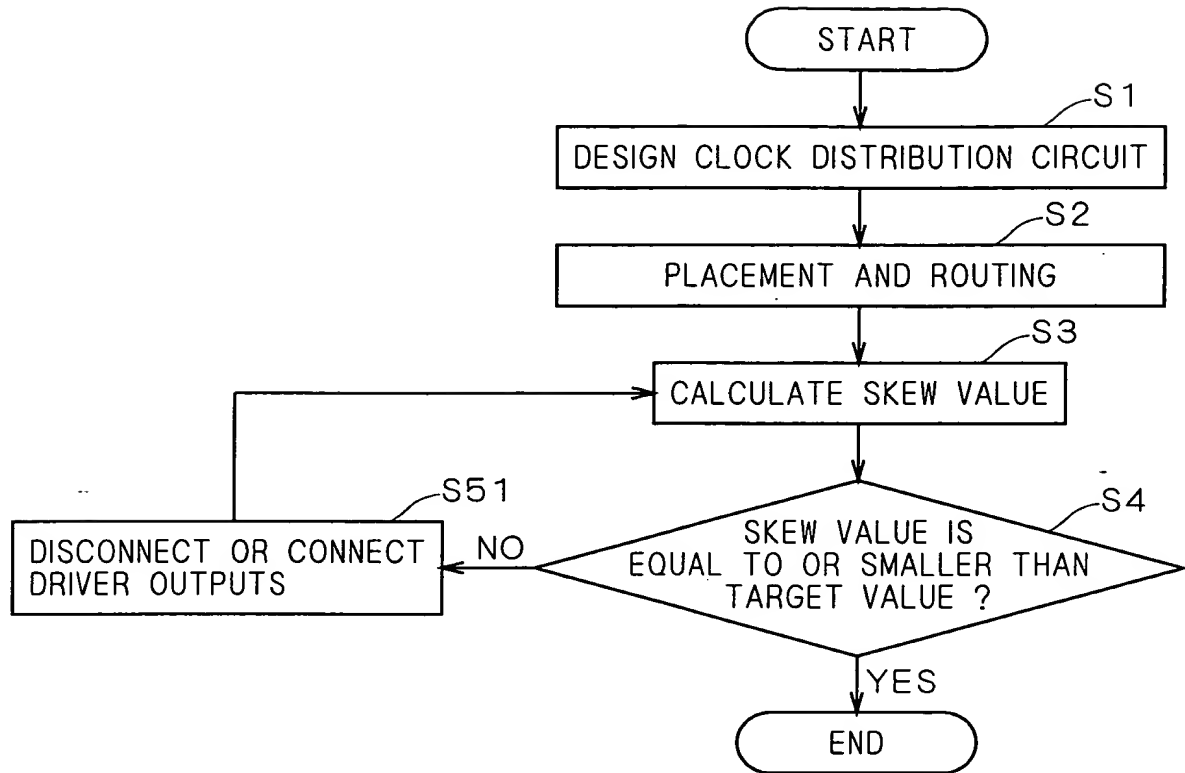 START
S1
DESIGN CLOCK DISTRIBUTION CIRCUIT
S2
PLACEMENT AND ROUTING
S3
CALCULATE SKEW VALUE
S4
SKEW VALUE IS
EQUAL TO OR SMALLER THAN
TARGET VALUE ?
NO
S51
DISCONNECT OR CONNECT
DRIVER OUTPUTS
YES
END